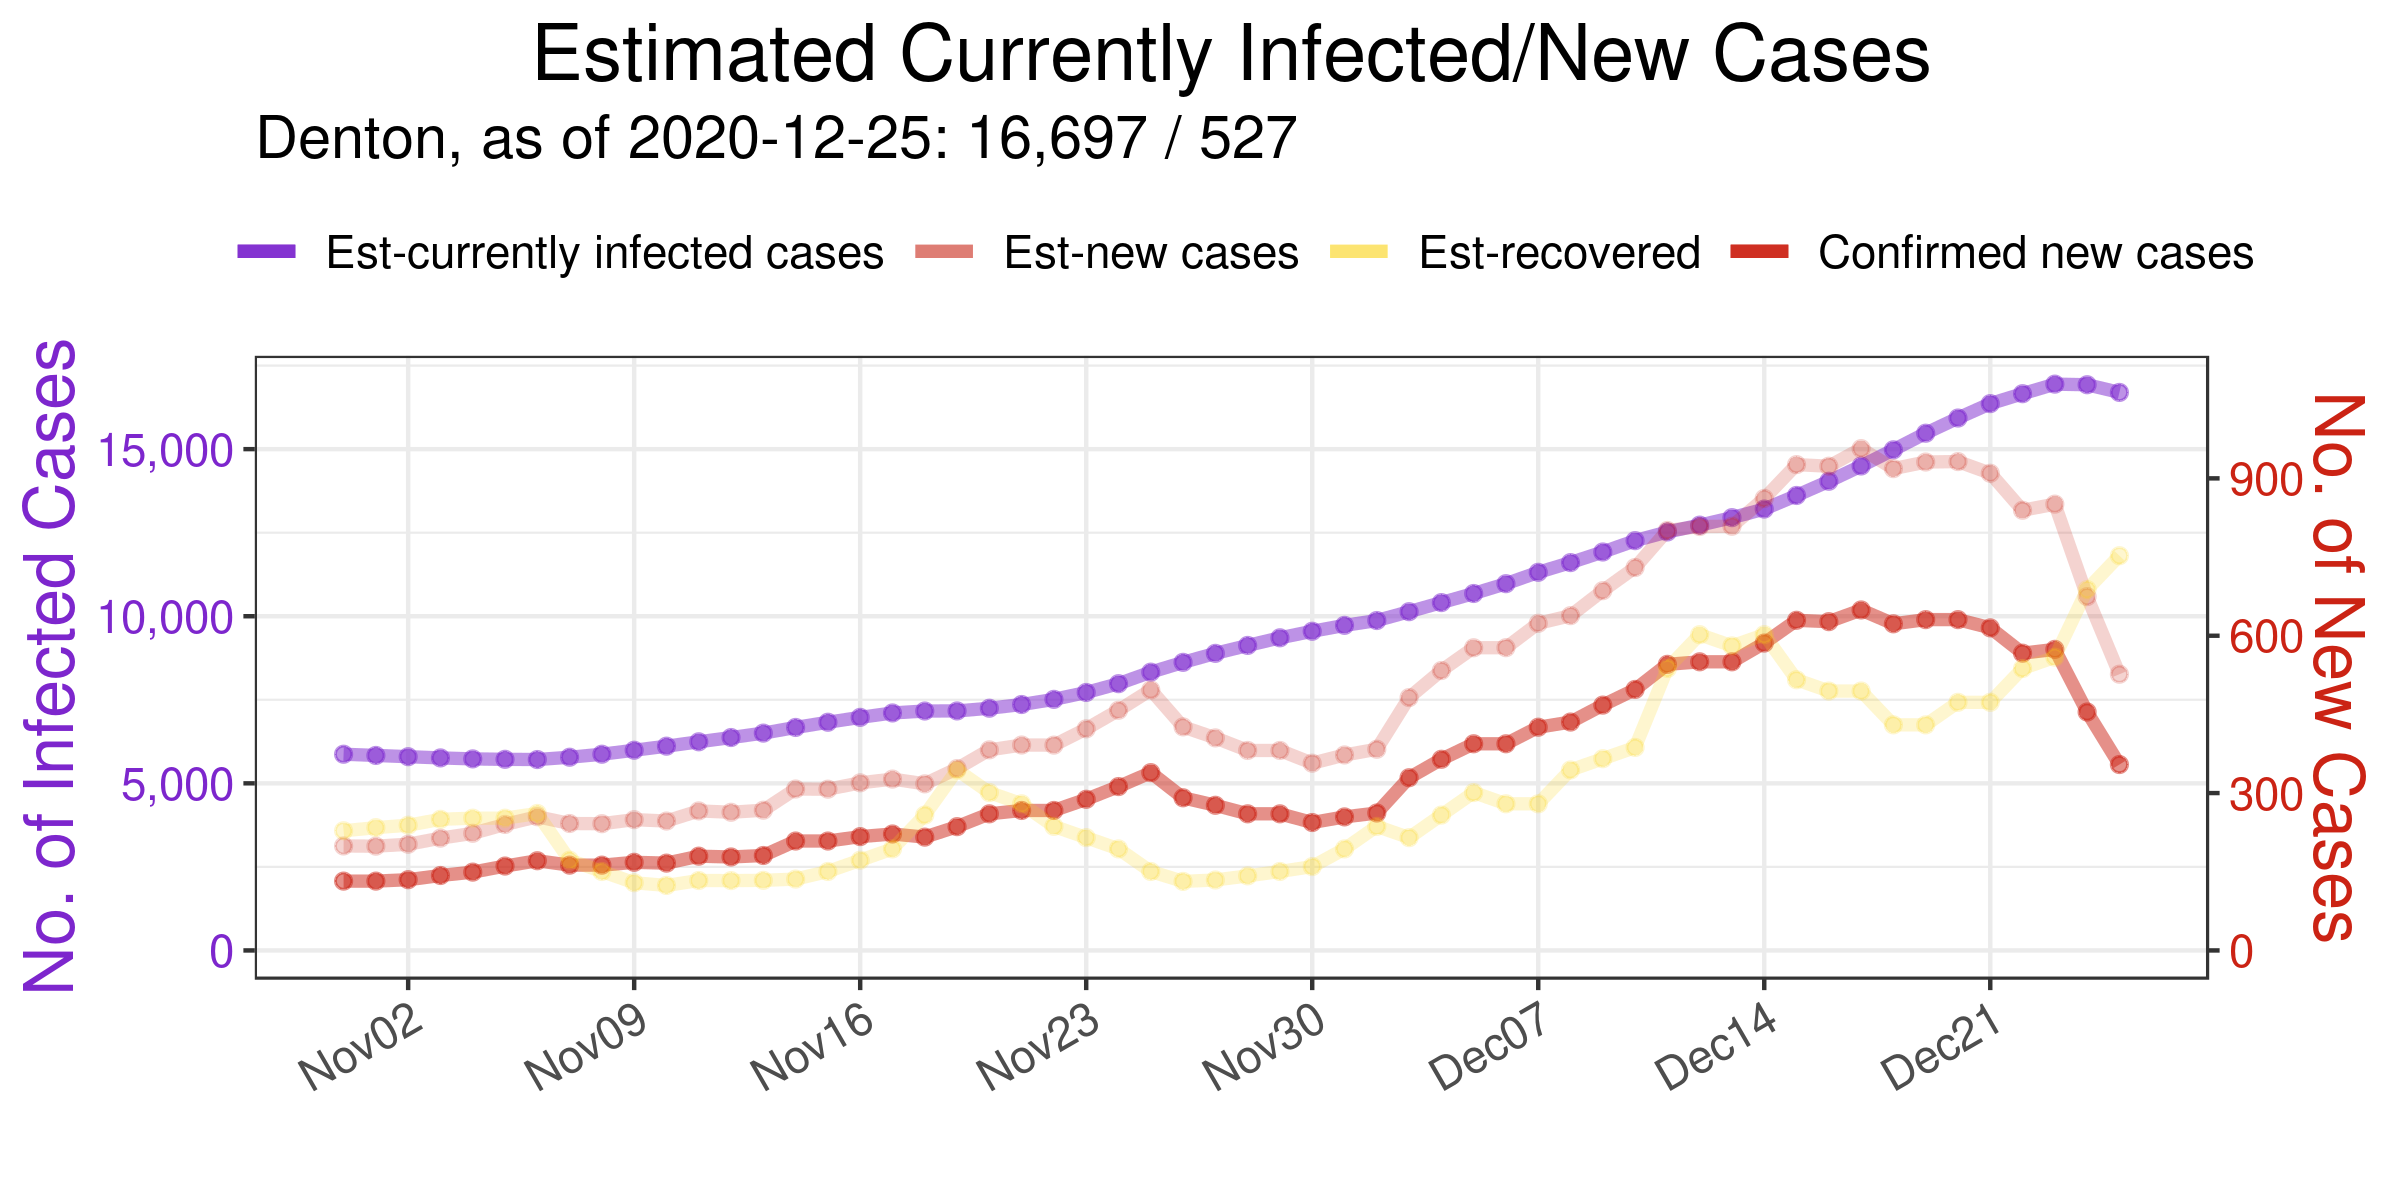 Estimated Currently Infected/New Cases
Denton, as of 2020-12-25: 16,697 / 527
Est-currently infected cases Est-new cases Est-recovered Confirmed new cases
No. of Infected Cases
15,000
10,000
5,000
0
900
600
300
0
No. of New Cases
Nov02 Nov09 Nov16 Nov23 Nov30 Dec07 Dec14 Dec21